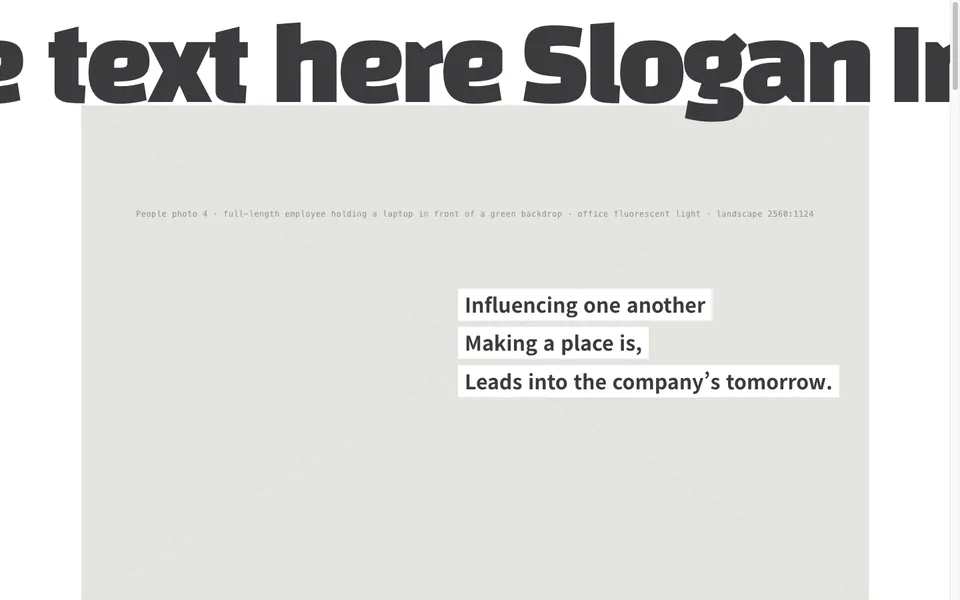 text here Slogan
People photo 4 · full-length employee holding a laptop in front of a green backdrop · office fluorescent light · landscape 2560:1124
Influencing one another
Making a place is,
Leads into the company’s tomorrow.